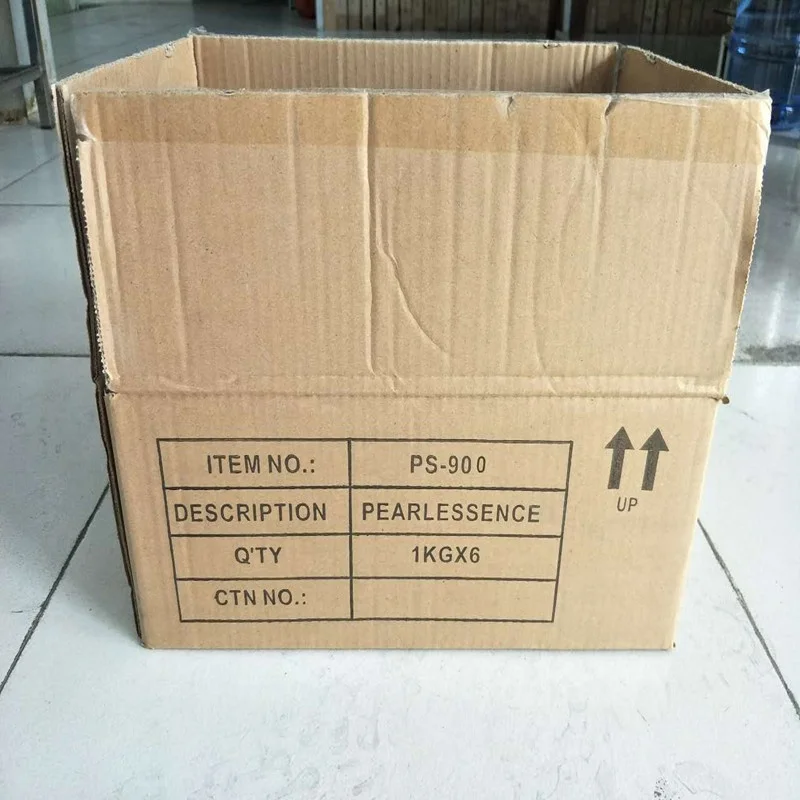 ITEM NO.: PS-900
DESCRIPTION PEARLESSENCE
Q'TY 1KGX6
CTN NO.:
UP